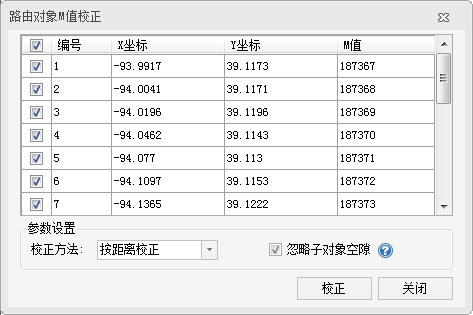 路由对象M值校正
编号 X坐标 Y坐标 M值
1 -93.9917 39.1173 187367
2 -94.0041 39.1171 187368
3 -94.0196 39.1196 187369
4 -94.0462 39.1143 187370
5 -94.077 39.113 187371
6 -94.1097 39.1153 187372
7 -94.1365 39.1222 187373
参数设置
校正方法: 按距离校正 忽略子对象空隙 ?
校正 关闭